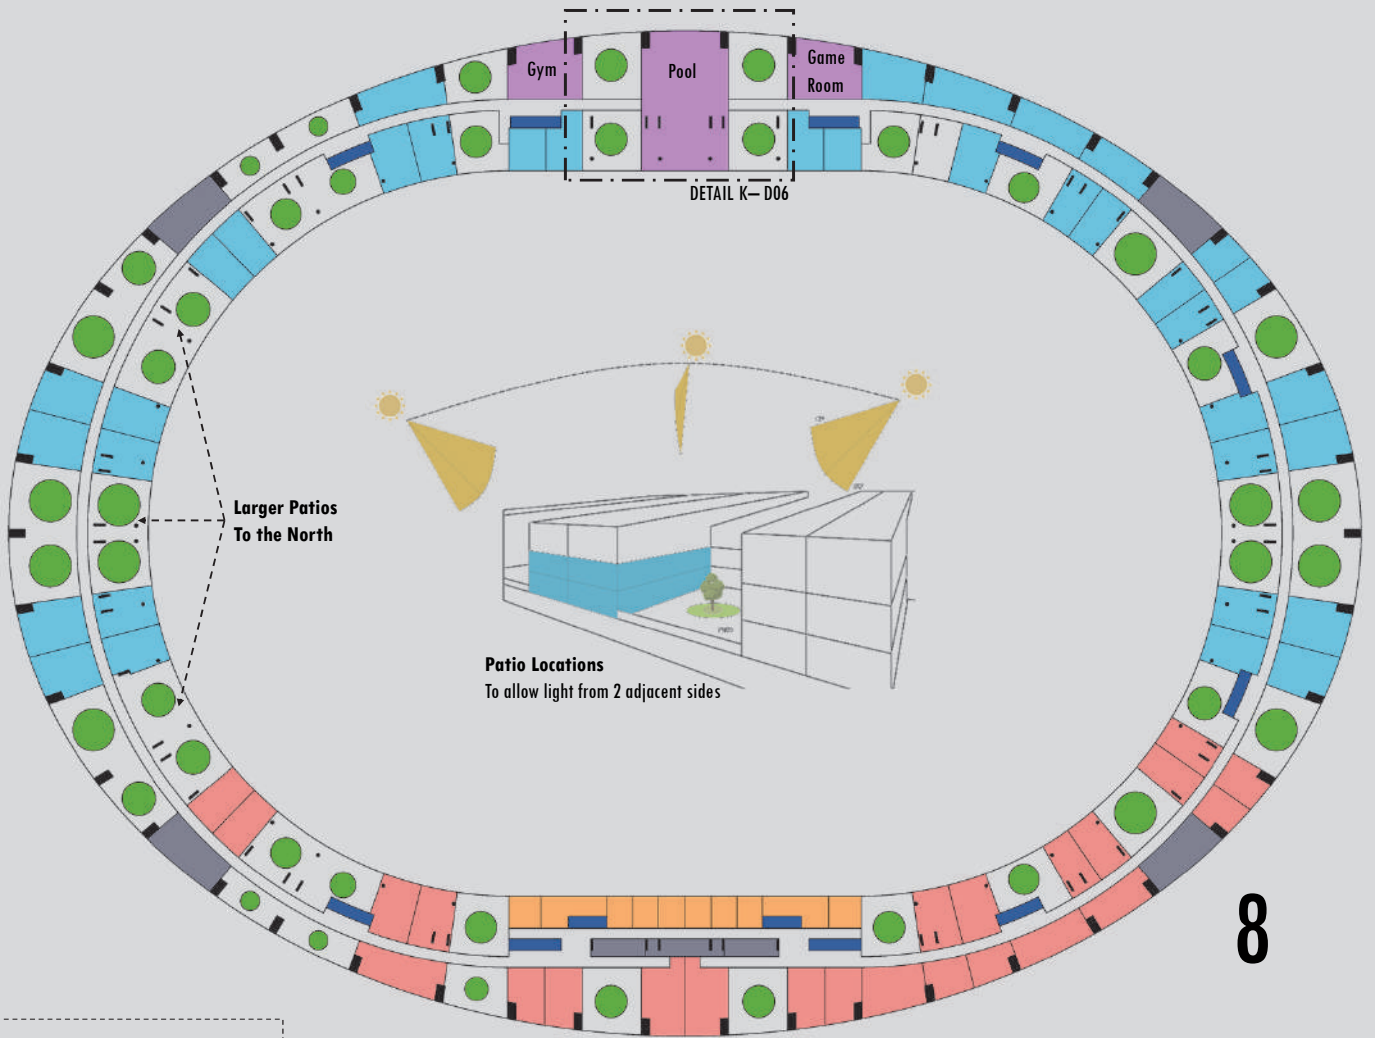 Gym
Pool
Game
Room
DETAIL K– D06
Larger Patios
To the North
Patio Locations
To allow light from 2 adjacent sides
8